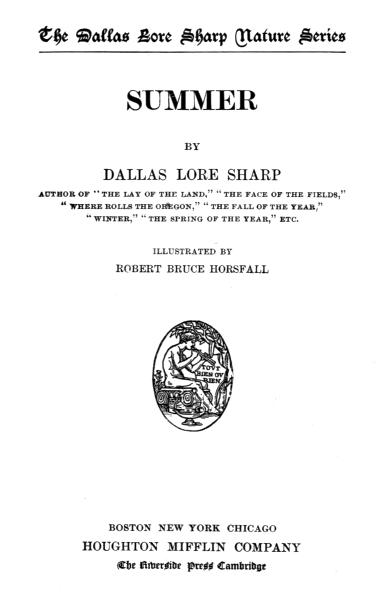 The Dallas Lore Sharp Nature Series
SUMMER
BY
DALLAS LORE SHARP
AUTHOR OF "THE LAY OF THE LAND," "THE FACE OF THE FIELDS,"
"WHERE ROLLS THE OREGON," "THE FALL OF THE YEAR,"
"WINTER," "THE SPRING OF THE YEAR," ETC.
ILLUSTRATED BY
ROBERT BRUCE HORSFALL
TOVT
BIEN OV
RIEN
BOSTON NEW YORK CHICAGO
HOUGHTON MIFFLIN COMPANY
The Riverside Press Cambridge